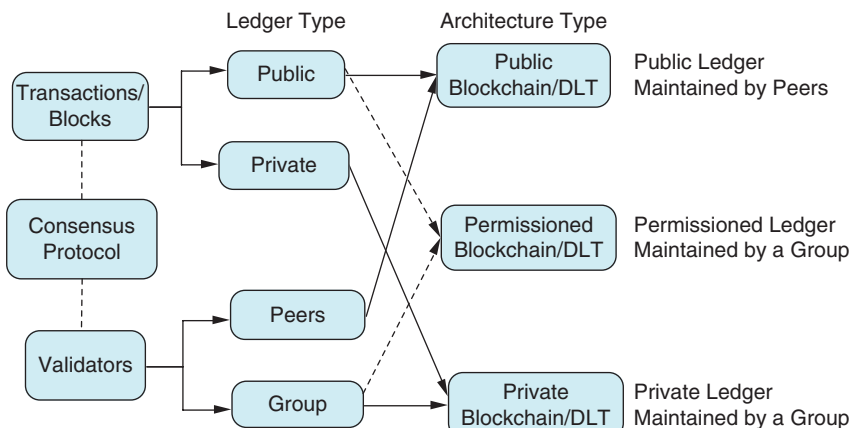 Ledger Type
Architecture Type
Transactions/
Blocks
Consensus
Protocol
Validators
Public
Private
Peers
Group
Public
Blockchain/DLT
Permissioned
Blockchain/DLT
Private
Blockchain/DLT
Public Ledger
Maintained by Peers
Permissioned Ledger
Maintained by a Group
Private Ledger
Maintained by a Group